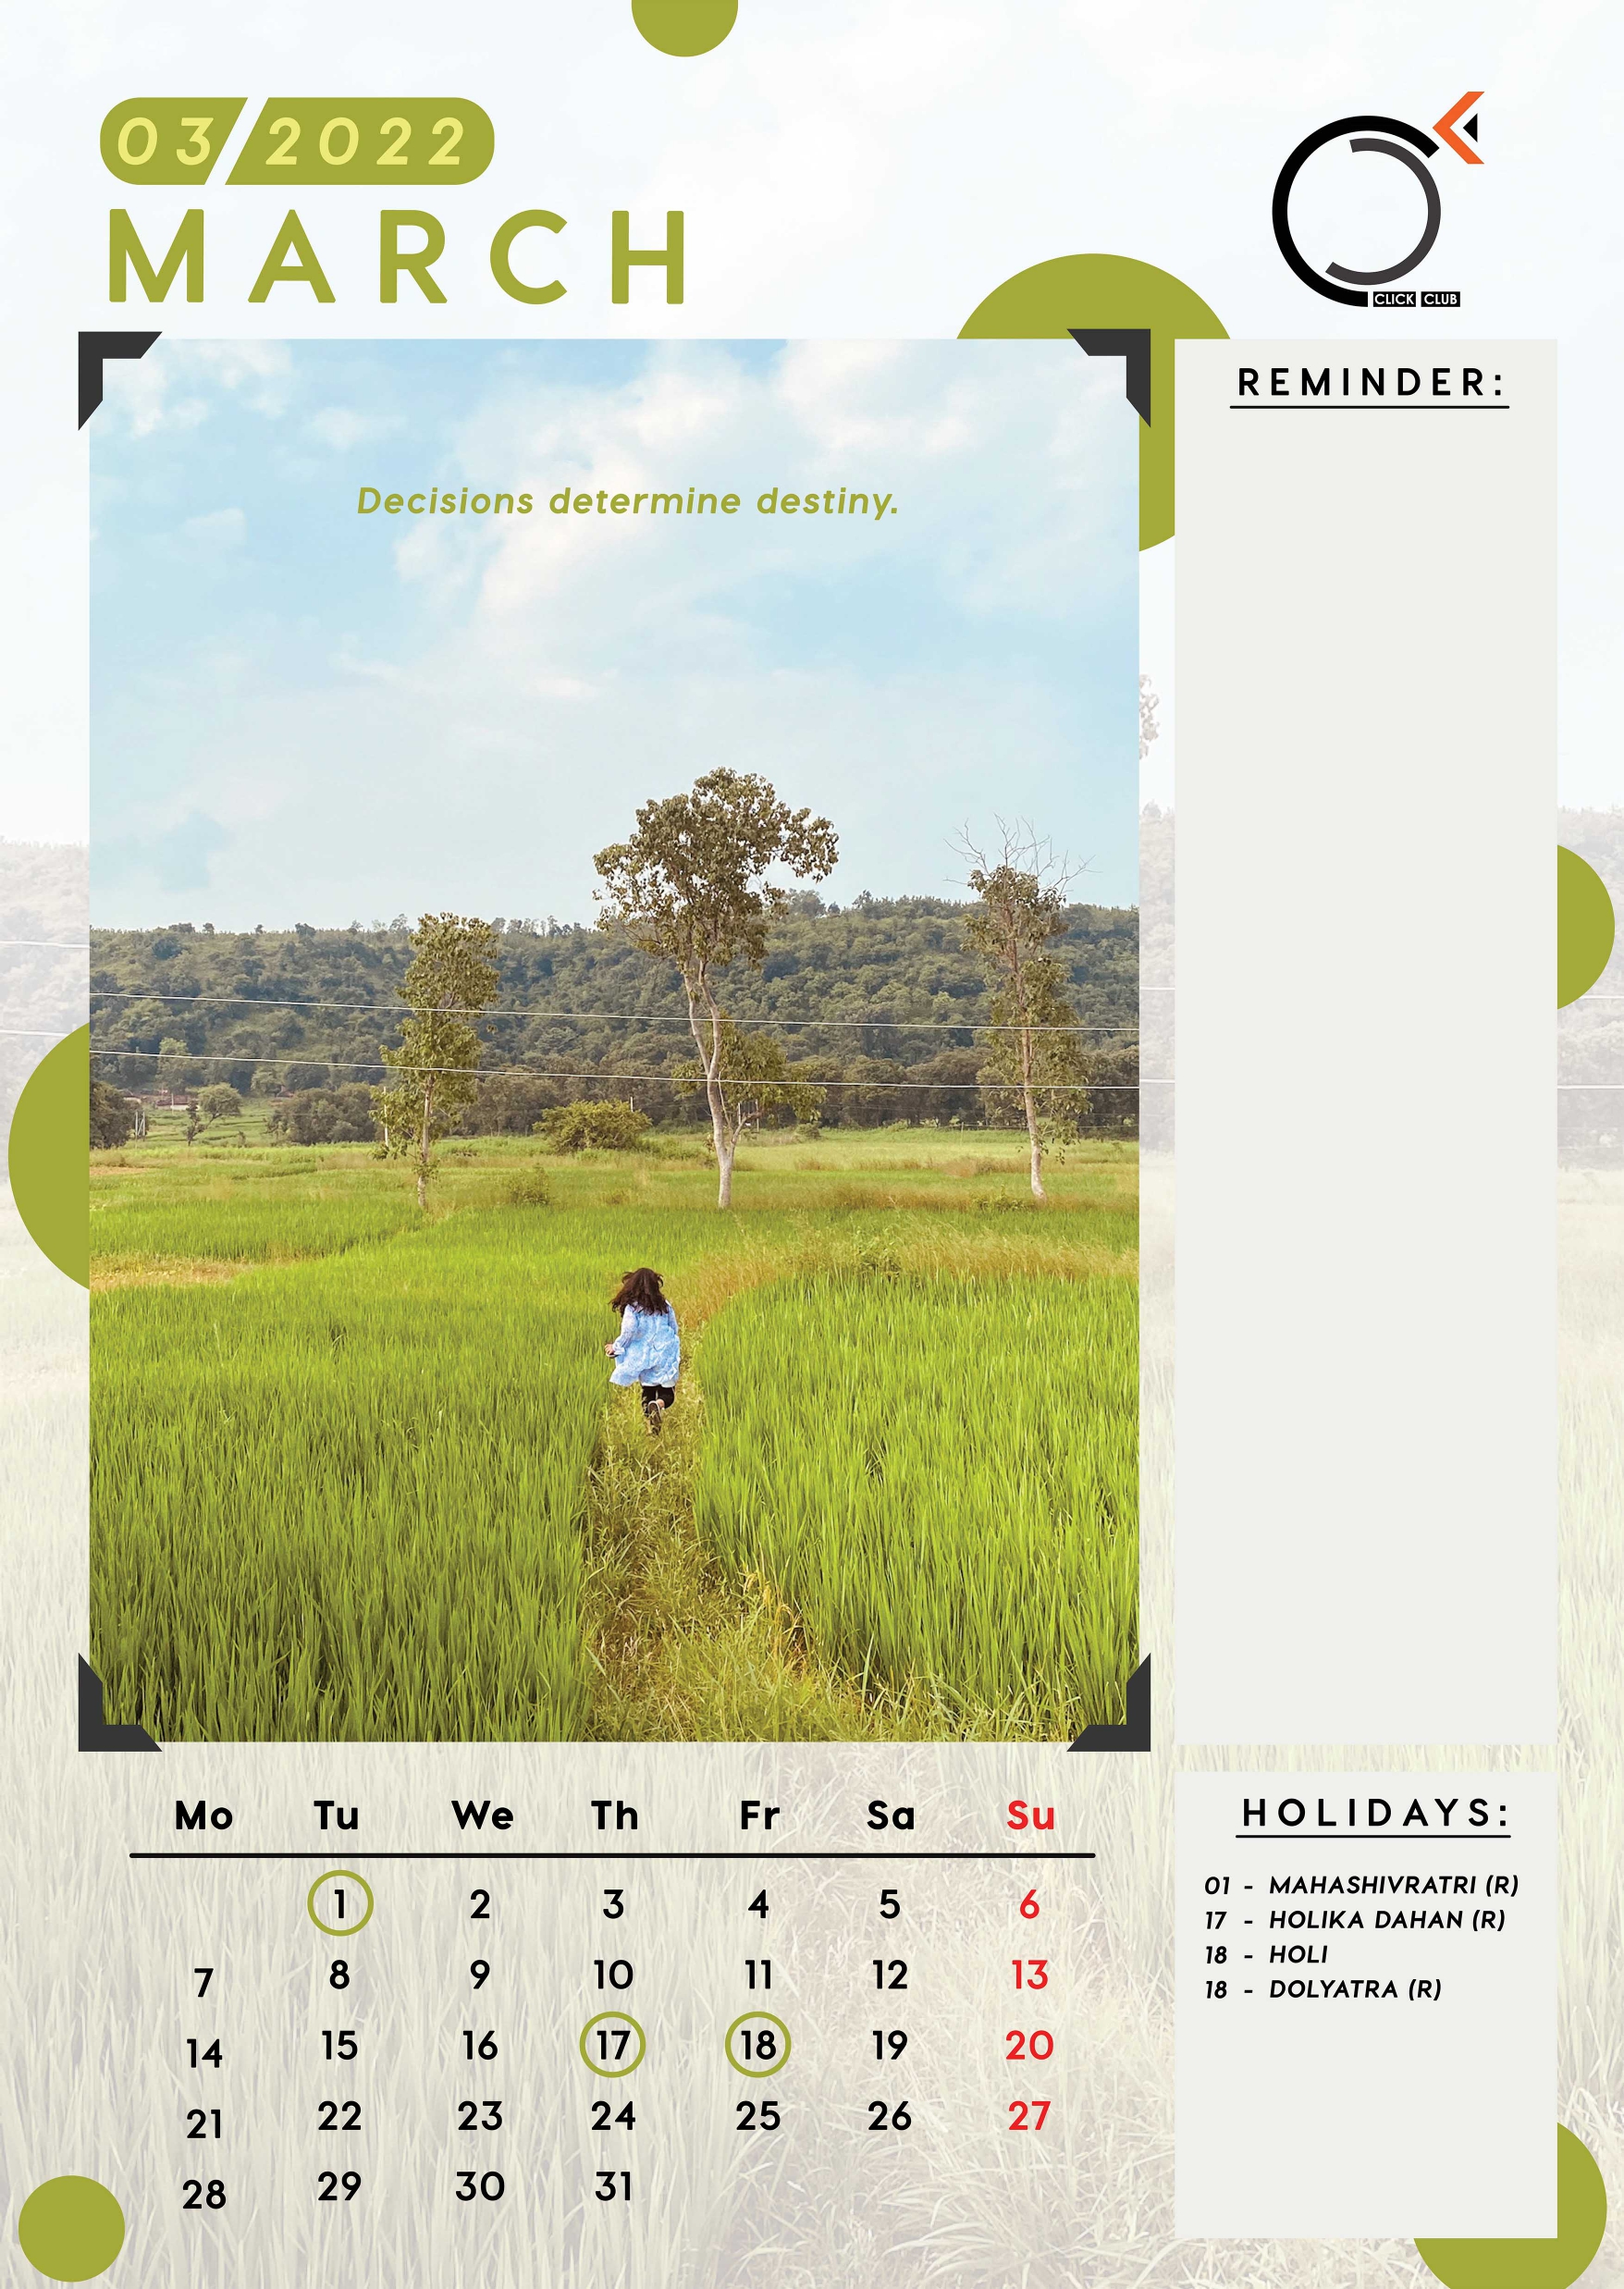 03/2022
MARCH
CLICK CLUB
Decisions determine destiny.
REMINDER:
Mo Tu We Th Fr Sa Su
1 2 3 4 5 6
7 8 9 10 11 12 13
14 15 16 17 18 19 20
21 22 23 24 25 26 27
28 29 30 31
HOLIDAYS:
01 - MAHASHIVRATRI (R)
17 - HOLIKA DAHAN (R)
18 - HOLI
18 - DOLYATRA (R)